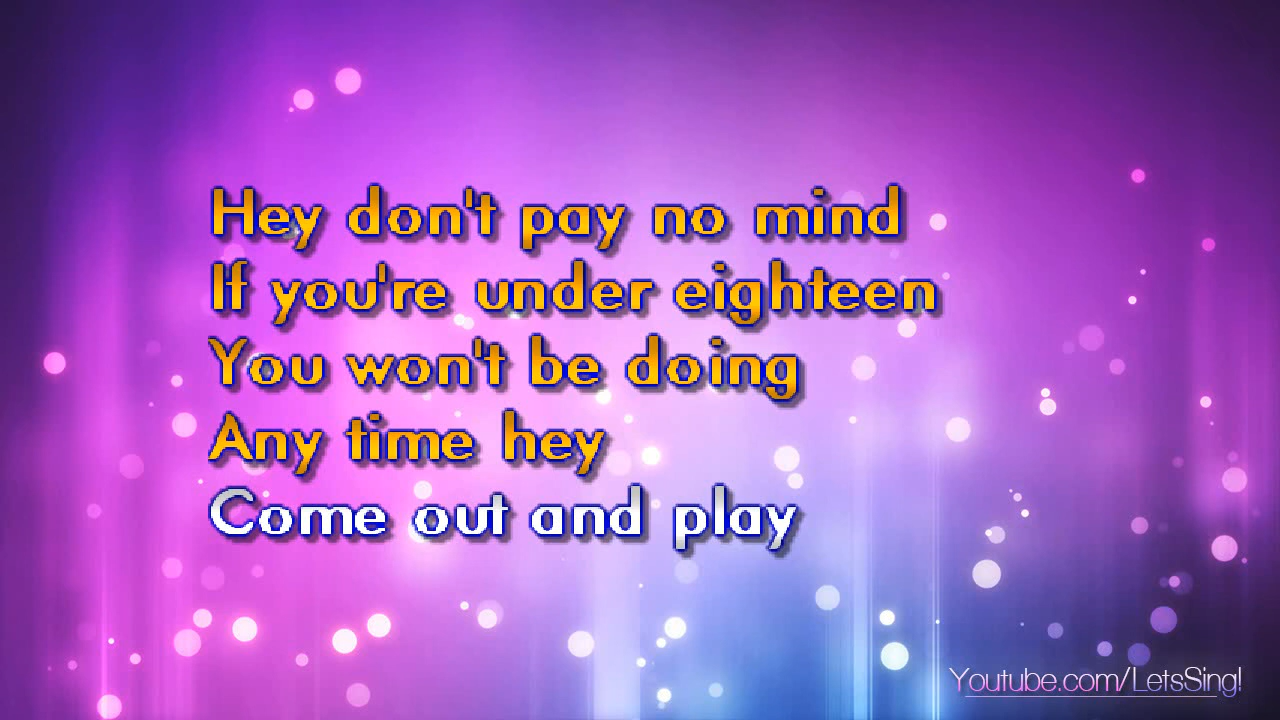 Hey don't pay no mind
If you're under eighteen
You won't be doing
Any time hey
Come out and play
Youtube.com/LetsSing!